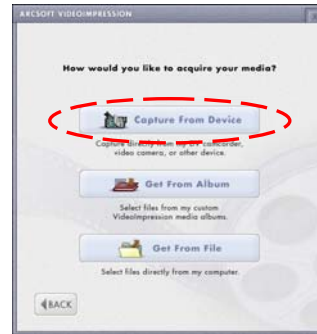 ARCSOFT VIDEOIMPRESSION
How would you like to acquire your media?
Capture From Device
Capture directly from my DV camcorder,
video camera, or other device.
Get From Album
Select files from my custom
VideoImpression media albums.
Get From File
Select files directly from my computer.
BACK